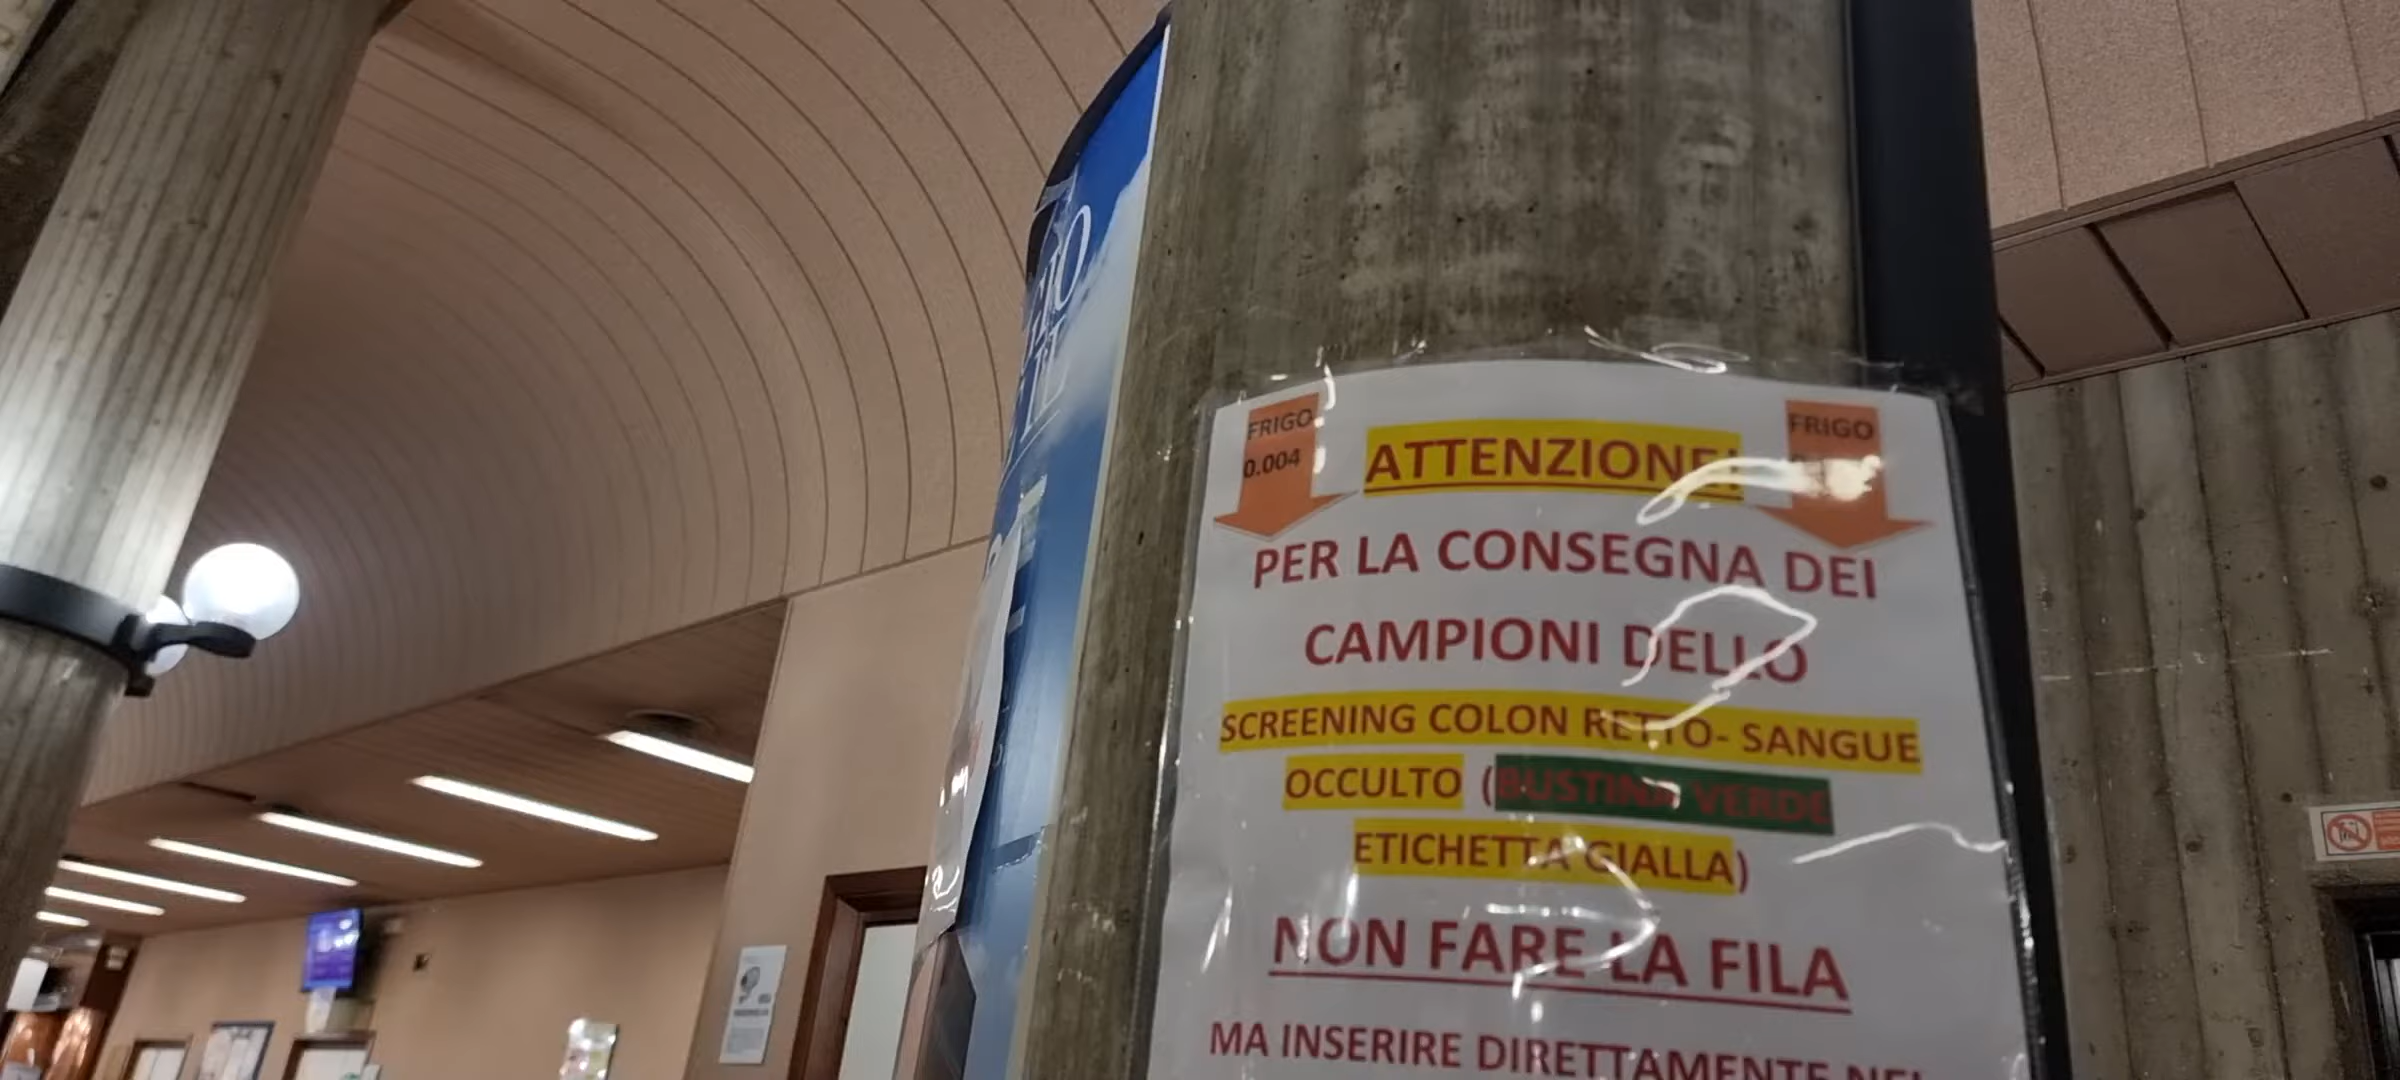 FRIGO
0.004
ATTENZIONE!
FRIGO
PER LA CONSEGNA DEI
CAMPIONI DELLO
SCREENING COLON RETTO- SANGUE
OCCULTO (BUSTINA VERDE
ETICHETTA GIALLA)
NON FARE LA FILA
MA INSERIRE DIRETTAMENTE NEL